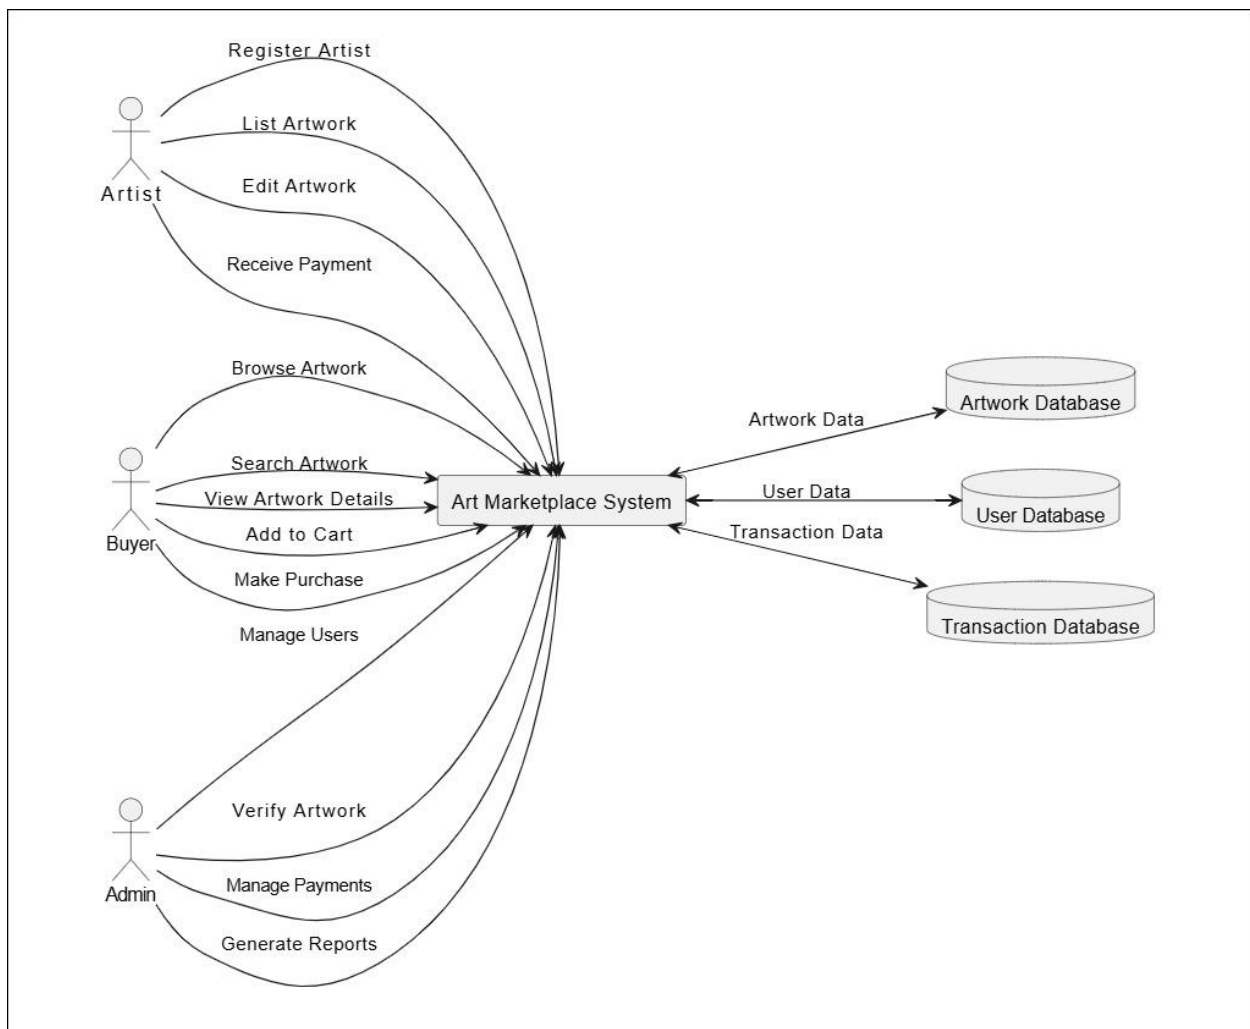 Register Artist
List Artwork
Edit Artwork
Artist
Receive Payment
Browse Artwork
Search Artwork
View Artwork Details
Add to Cart
Buyer
Make Purchase
Manage Users
Art Marketplace System
Artwork Data
User Data
Transaction Data
Artwork Database
User Database
Transaction Database
Verify Artwork
Admin
Manage Payments
Generate Reports